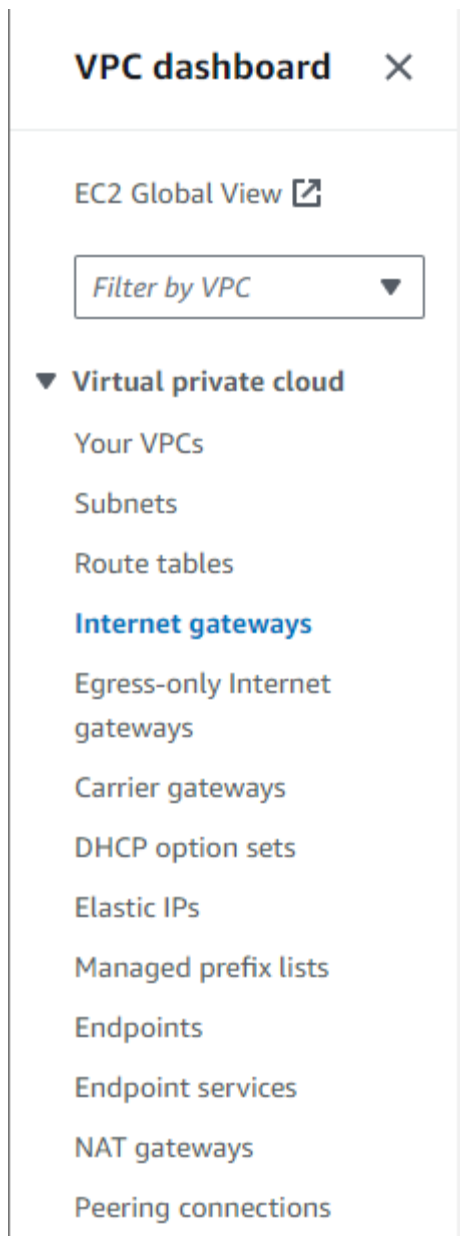 VPC dashboard
EC2 Global View
Filter by VPC
Virtual private cloud
Your VPCs
Subnets
Route tables
Internet gateways
Egress-only Internet
gateways
Carrier gateways
DHCP option sets
Elastic IPs
Managed prefix lists
Endpoints
Endpoint services
NAT gateways
Peering connections